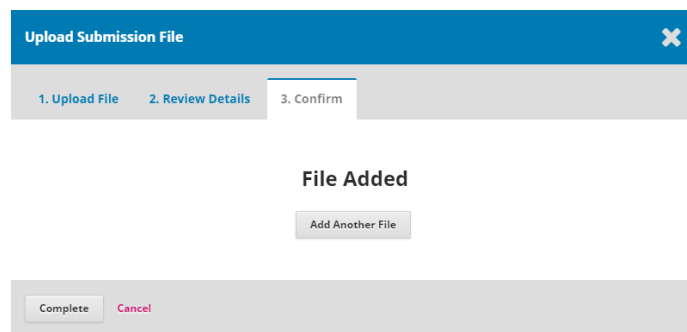 Upload Submission File
1. Upload File 2. Review Details 3. Confirm
File Added
Add Another File
Complete Cancel